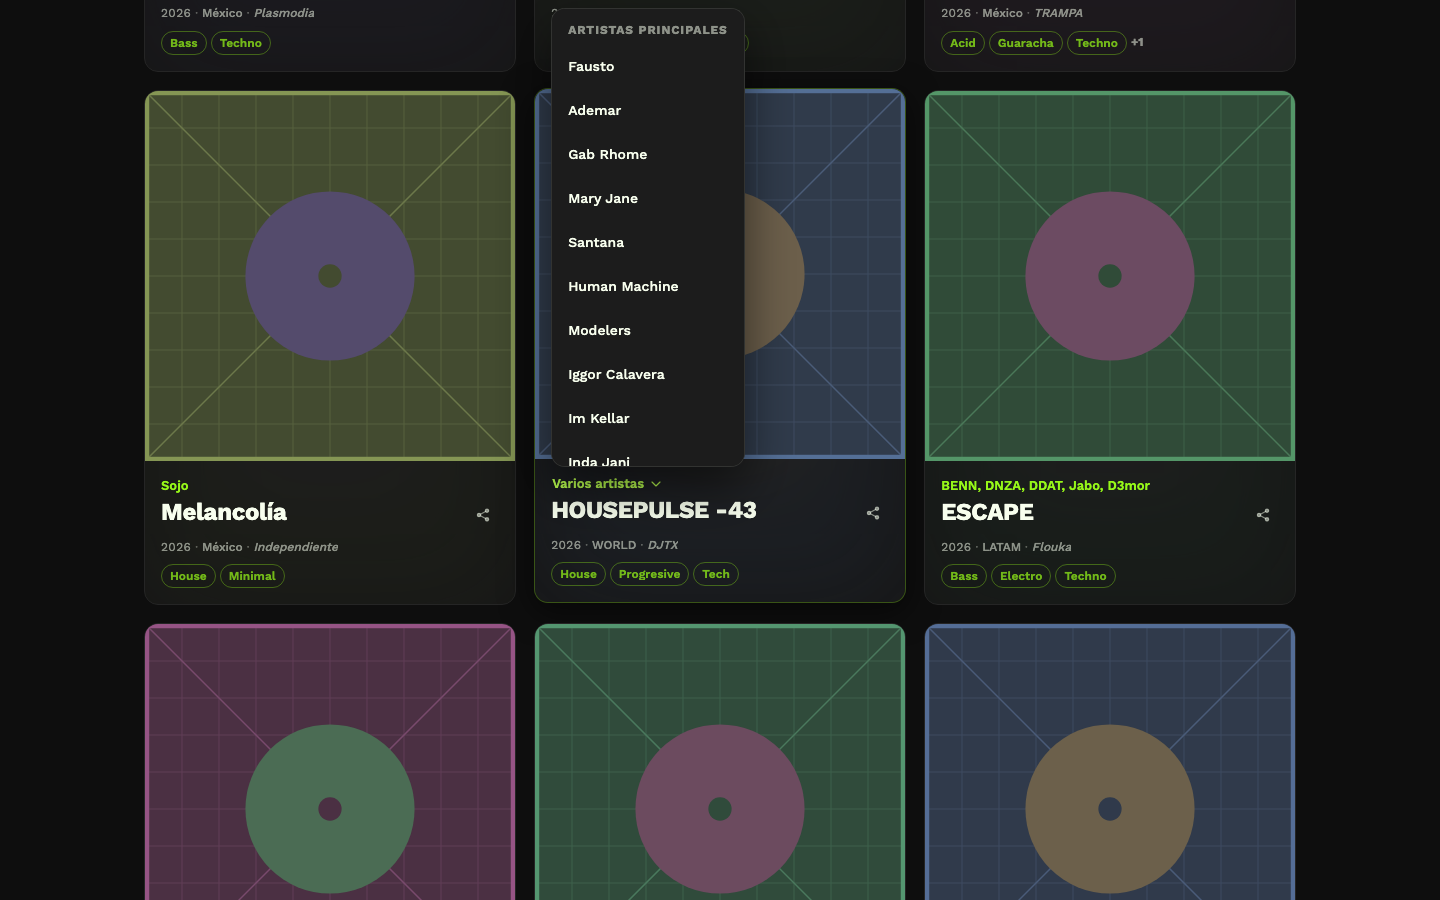 2026 · México · Plasmodia
Bass Techno
2026 · México · TRAMPA
Acid Guaracha Techno +1
ARTISTAS PRINCIPALES
Fausto
Ademar
Gab Rhome
Mary Jane
Santana
Human Machine
Modelers
Iggor Calavera
Im Kellar
Inda Jani
Sojo
Melancolía
2026 · México · Independiente
House Minimal
Varios artistas
HOUSEPULSE -43
2026 · WORLD · DJTX
House Progresive Tech
BENN, DNZA, DDAT, Jabo, D3mor
ESCAPE
2026 · LATAM · Flouka
Bass Electro Techno